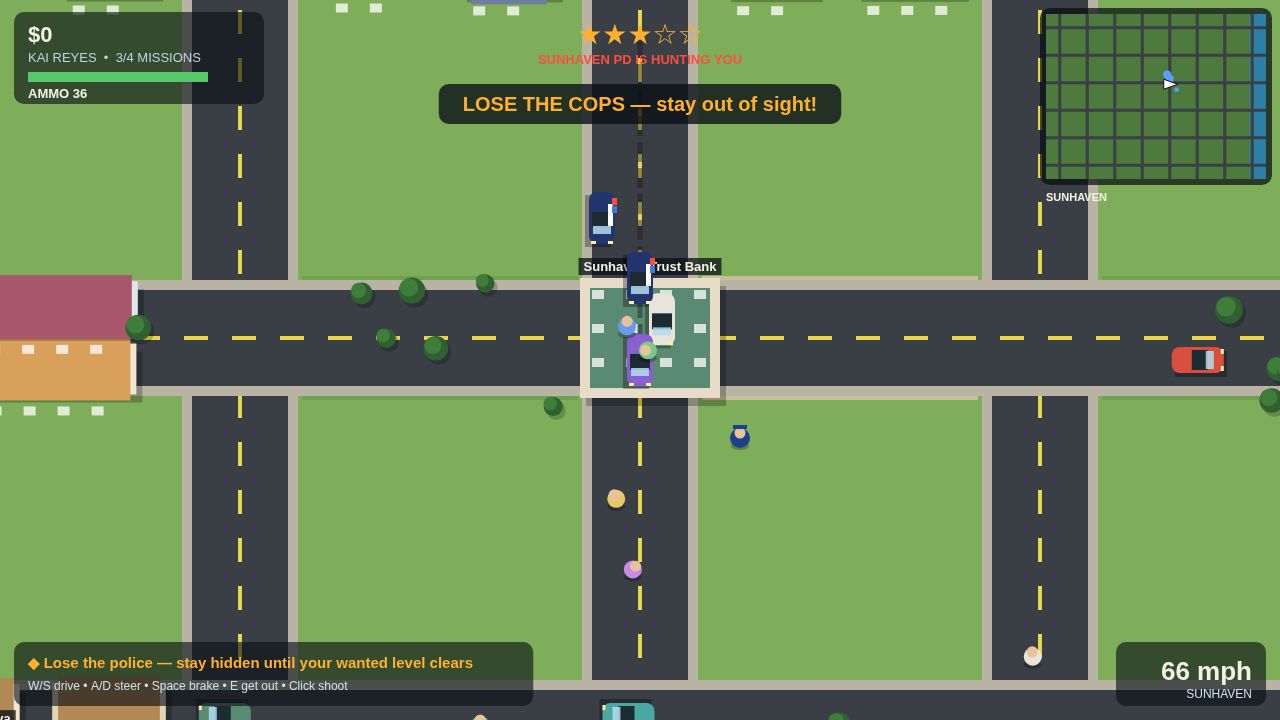 $0
KAI REYES • 3/4 MISSIONS
AMMO 36
★★★☆☆
SUNHAVEN PD IS HUNTING YOU
LOSE THE COPS — stay out of sight!
SUNHAVEN
Trust Bank
◆ Lose the police — stay hidden until your wanted level clears
W/S drive • A/D steer • Space brake • E get out • Click shoot
66 mph
SUNHAVEN